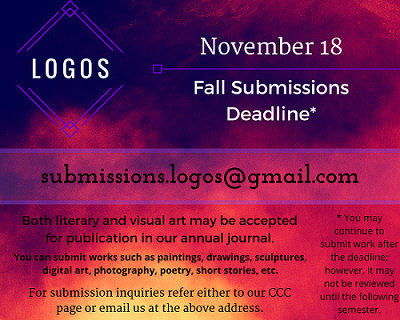 LOGOS
November 18
Fall Submissions
Deadline*
submissions.logos@gmail.com
Both literary and visual art may be accepted
for publication in our annual journal.
You can submit works such as paintings, drawings, sculptures,
digital art, photography, poetry, short stories, etc.
For submission inquiries refer either to our CCC
page or email us at the above address.
* You may
continue to
submit work after
the deadline;
however, it may
not be reviewed
until the following
semester.